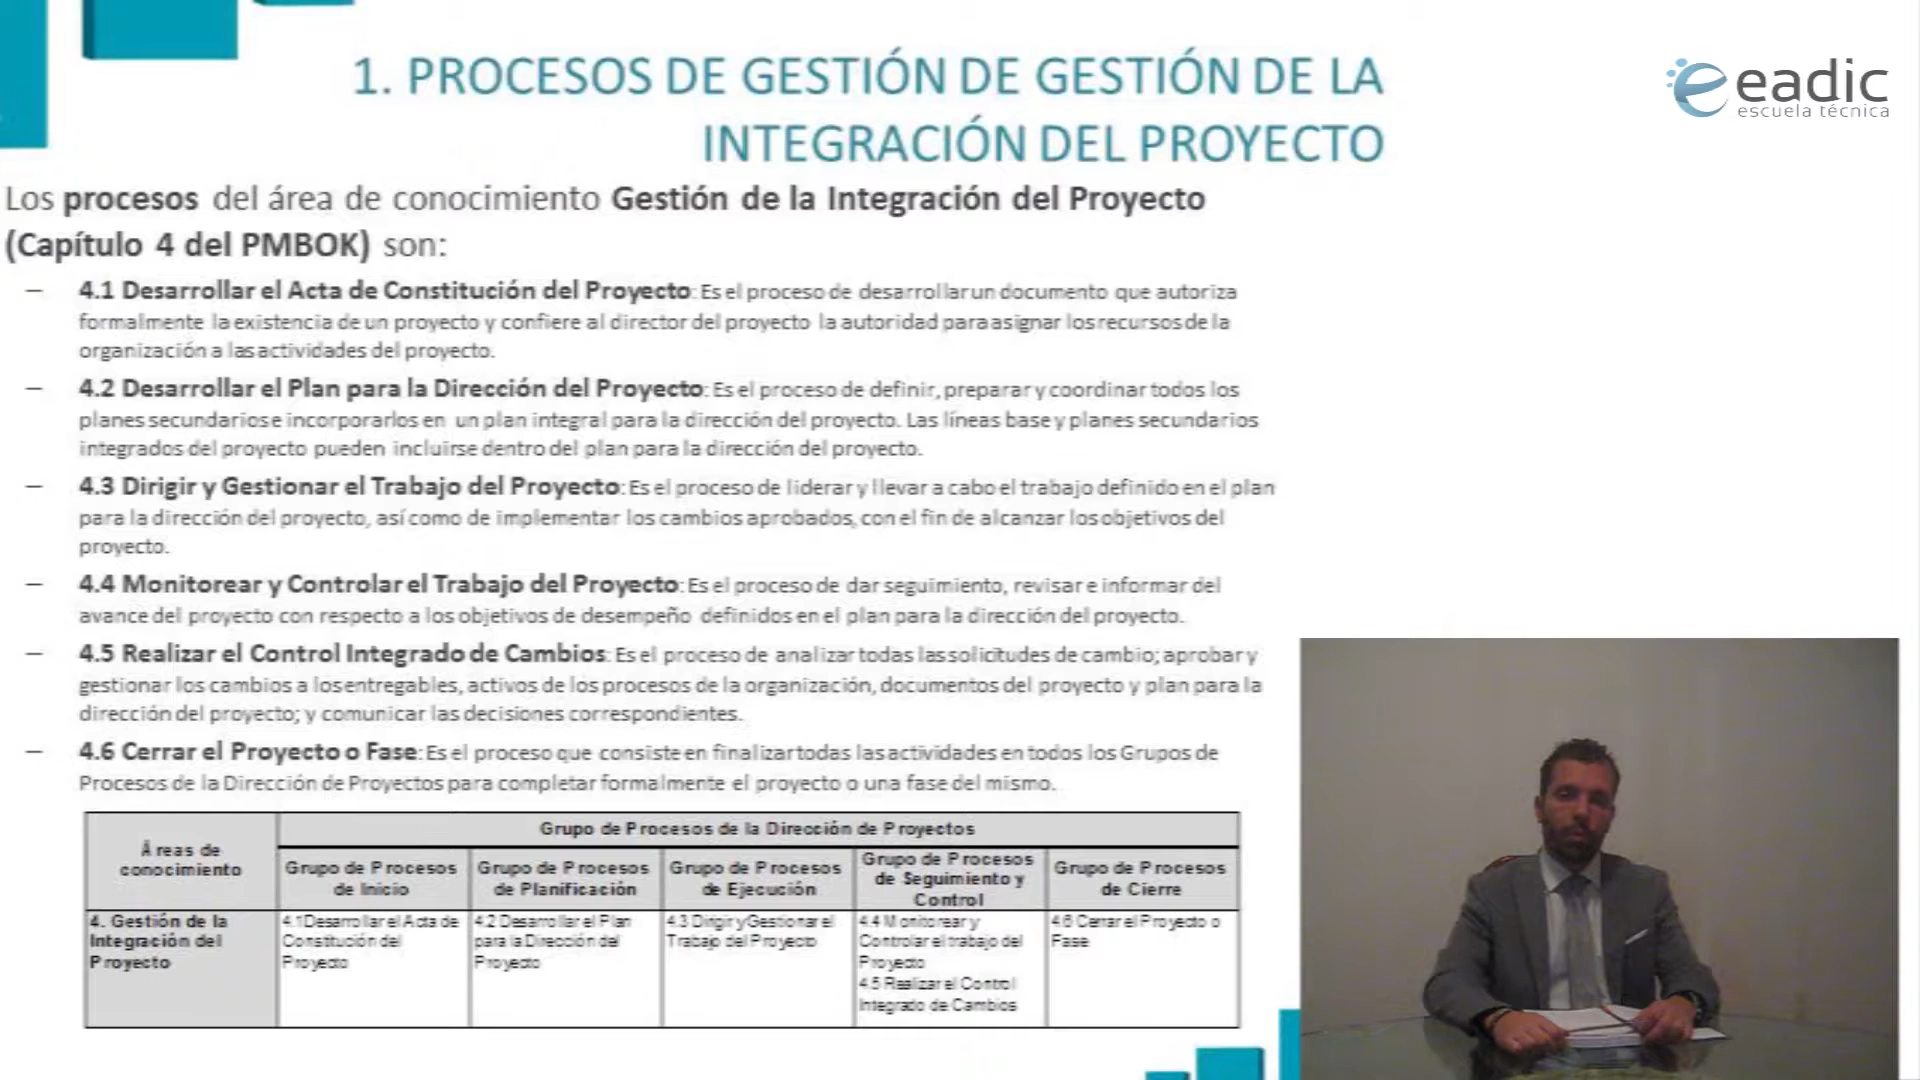 1. PROCESOS DE GESTIÓN DE GESTIÓN DE LA
INTEGRACIÓN DEL PROYECTO
eadic
escuela técnica
Los procesos del área de conocimiento Gestión de la Integración del Proyecto
(Capítulo 4 del PMBOK) son:
– 4.1 Desarrollar el Acta de Constitución del Proyecto: Es el proceso de desarrollar un documento que autoriza
formalmente la existencia de un proyecto y confiere al director del proyecto la autoridad para asignar los recursos de la
organización a las actividades del proyecto.
– 4.2 Desarrollar el Plan para la Dirección del Proyecto: Es el proceso de definir, preparar y coordinar todos los
planes secundarios e incorporarlos en un plan integral para la dirección del proyecto. Las líneas base y planes secundarios
integrados del proyecto pueden incluirse dentro del plan para la dirección del proyecto.
– 4.3 Dirigir y Gestionar el Trabajo del Proyecto: Es el proceso de liderar y llevar a cabo el trabajo definido en el plan
para la dirección del proyecto, así como de implementar los cambios aprobados, con el fin de alcanzar los objetivos del
proyecto.
– 4.4 Monitorear y Controlar el Trabajo del Proyecto: Es el proceso de dar seguimiento, revisar e informar del
avance del proyecto con respecto a los objetivos de desempeño definidos en el plan para la dirección del proyecto.
– 4.5 Realizar el Control Integrado de Cambios: Es el proceso de analizar todas las solicitudes de cambio; aprobar y
gestionar los cambios a los entregables, activos de los procesos de la organización, documentos del proyecto y plan para la
dirección del proyecto; y comunicar las decisiones correspondientes.
– 4.6 Cerrar el Proyecto o Fase: Es el proceso que consiste en finalizar todas las actividades en todos los Grupos de
Procesos de la Dirección de Proyectos para completar formalmente el proyecto o una fase del mismo.
Áreas de
conocimiento
Grupo de Procesos de la Dirección de Proyectos
Grupo de Procesos
de Inicio
Grupo de Procesos
de Planificación
Grupo de Procesos
de Ejecución
Grupo de Procesos
de Seguimiento y
Control
Grupo de Procesos
de Cierre
4. Gestión de la
Integración del
Proyecto
4.1 Desarrollar el Acta de
Constitución del
Proyecto
4.2 Desarrollar el Plan
para la Dirección del
Proyecto
4.3 Dirigir y Gestionar el
Trabajo del Proyecto
4.4 Monitorear y
Controlar el trabajo del
Proyecto
4.5 Realizar el Control
Integrado de Cambios
4.6 Cerrar el Proyecto o
Fase